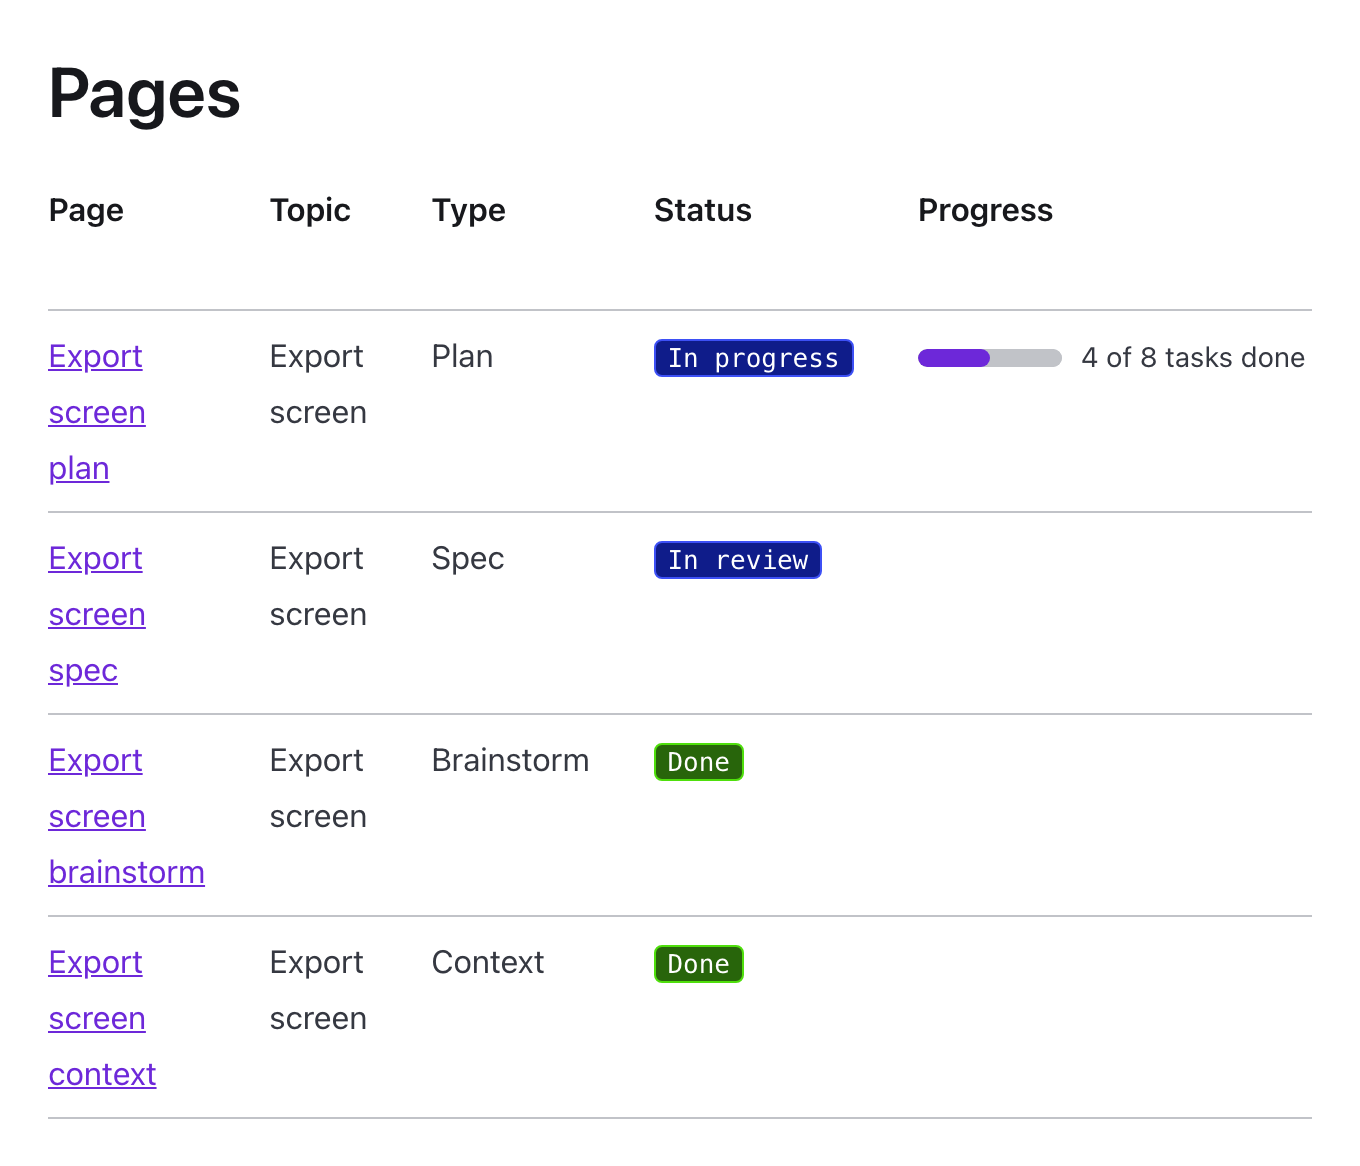 Pages
Page Topic Type Status Progress
Export Export Plan In progress 4 of 8 tasks done
screen screen
plan
Export Export Spec In review
screen screen
spec
Export Export Brainstorm Done
screen screen
brainstorm
Export Export Context Done
screen screen
context